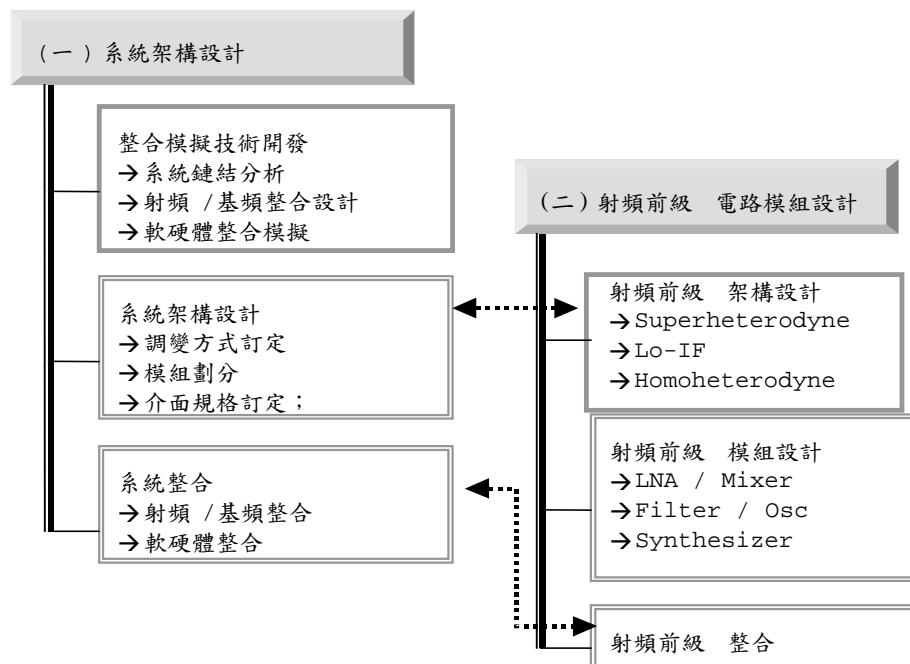 (一)系統架構設計
整合模擬技術開發
→系統鏈結分析
→射頻 /基頻整合設計
→軟硬體整合模擬
系統架構設計
→調變方式訂定
→模組劃分
→介面規格訂定；
系統整合
→射頻 /基頻整合
→軟硬體整合
(二)射頻前級 電路模組設計
射頻前級 架構設計
→Superheterodyne
→Lo-IF
→Homoheterodyne
射頻前級 模組設計
→LNA / Mixer
→Filter / Osc
→Synthesizer
射頻前級 整合